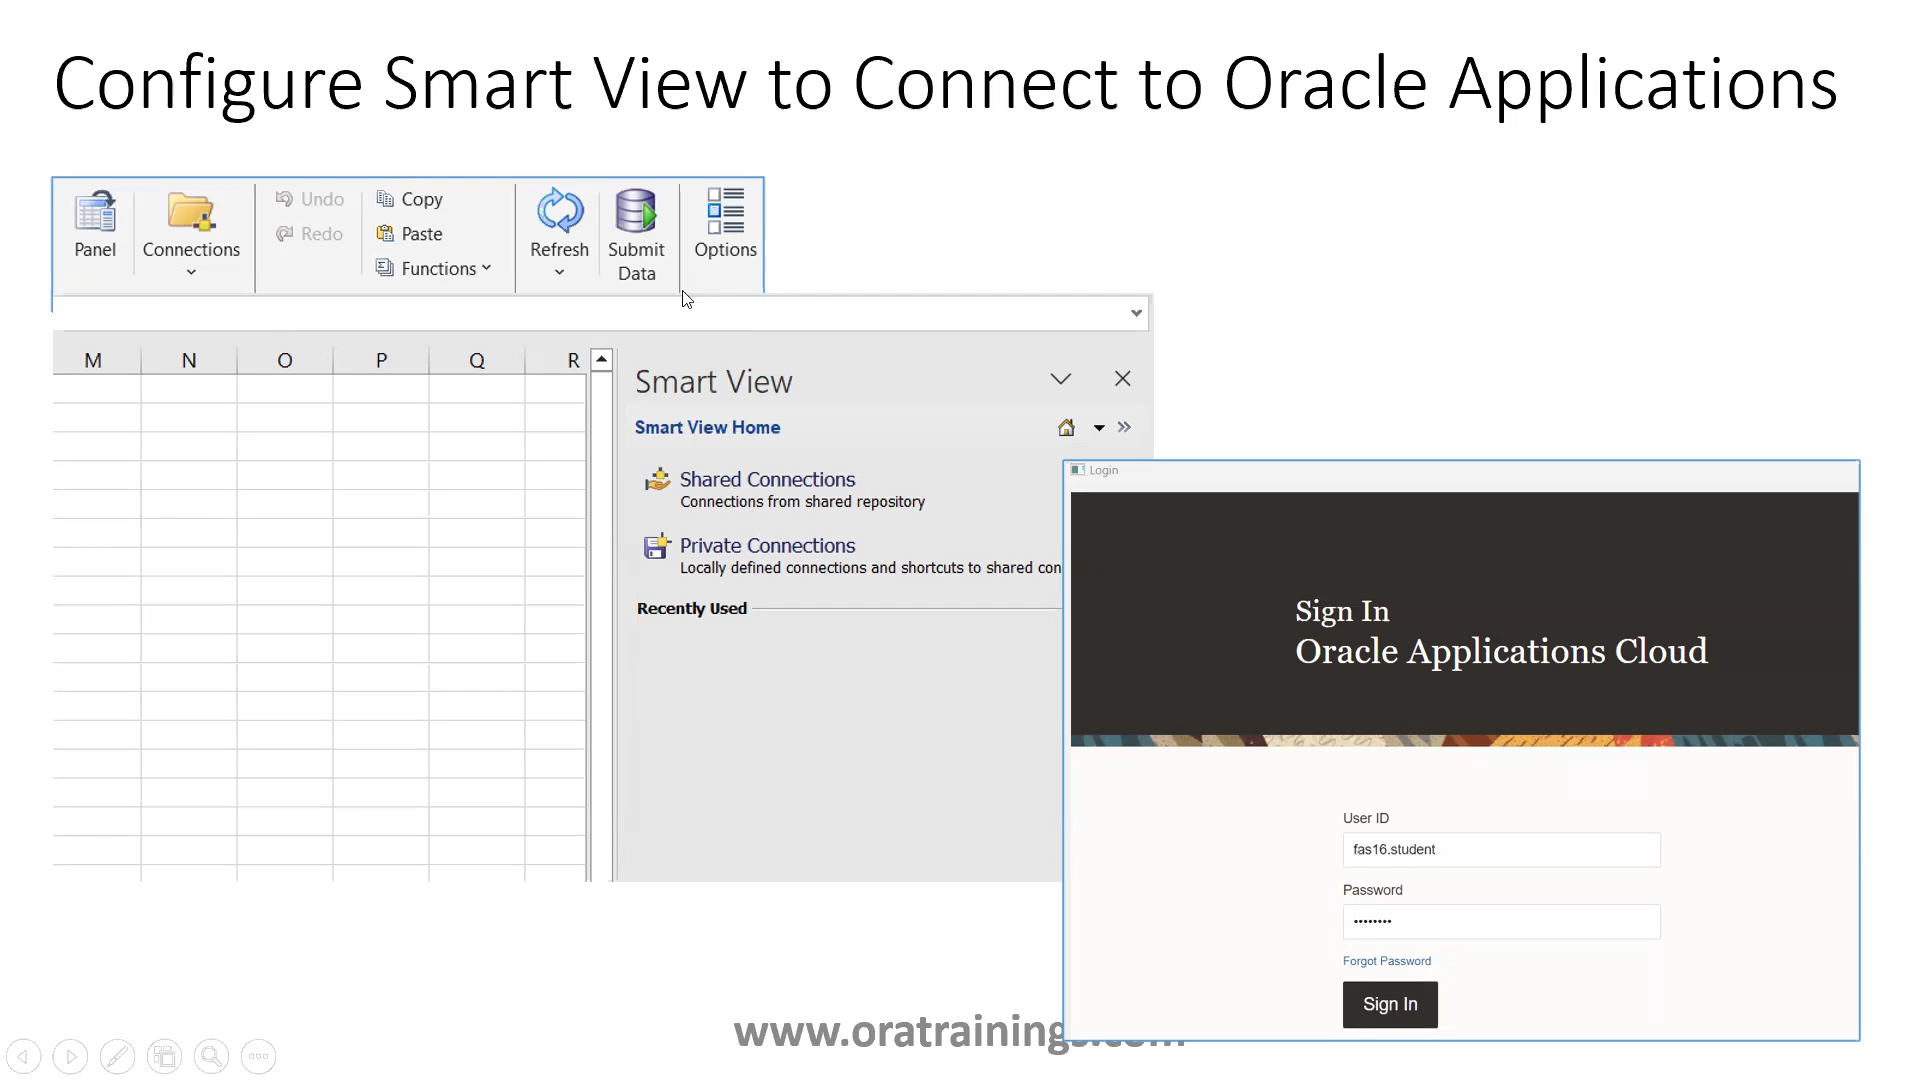 Configure Smart View to Connect to Oracle Applications
Panel
Connections
Undo
Redo
Copy
Paste
Functions
Refresh
Submit
Data
Options
M N O P Q R
Smart View
Smart View Home
Shared Connections
Connections from shared repository
Private Connections
Locally defined connections and shortcuts to shared con
Recently Used
Login
Sign In
Oracle Applications Cloud
User ID
fas16.student
Password
••••••••
Forgot Password
Sign In
www.oratrainings.com